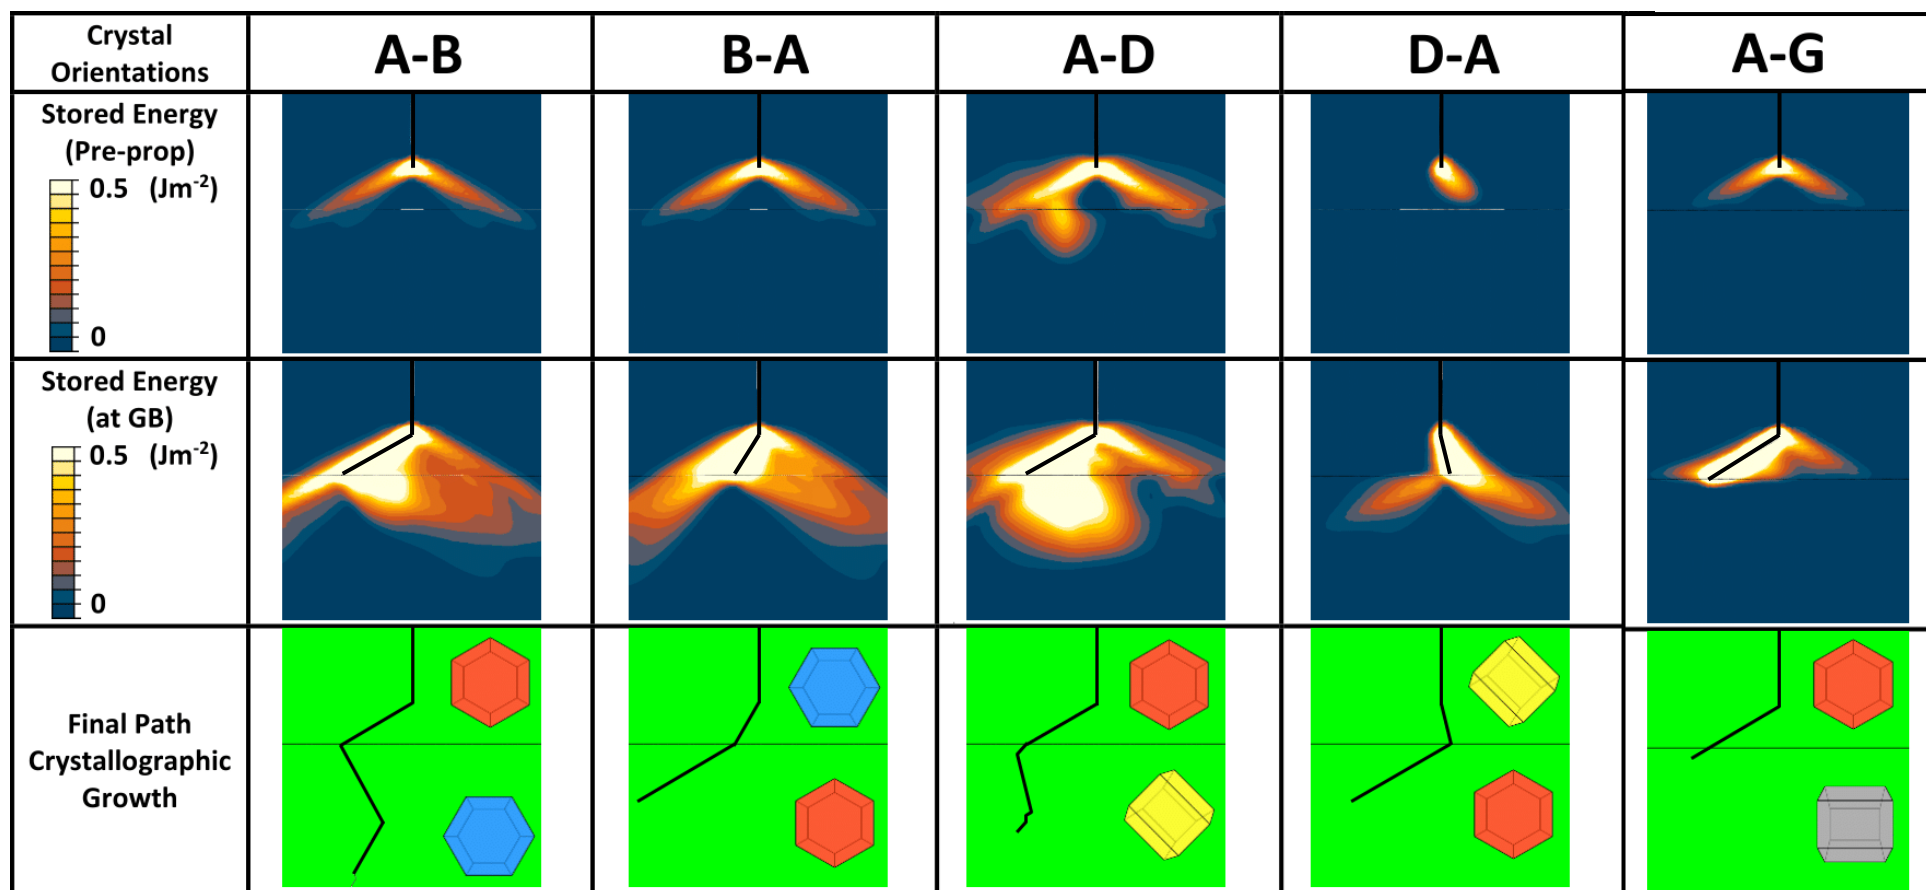 Crystal
Orientations
A-B
B-A
A-D
D-A
A-G
Stored Energy
(Pre-prop)
0.5 (Jm-2)
0
Stored Energy
(at GB)
0.5 (Jm-2)
0
Final Path
Crystallographic
Growth